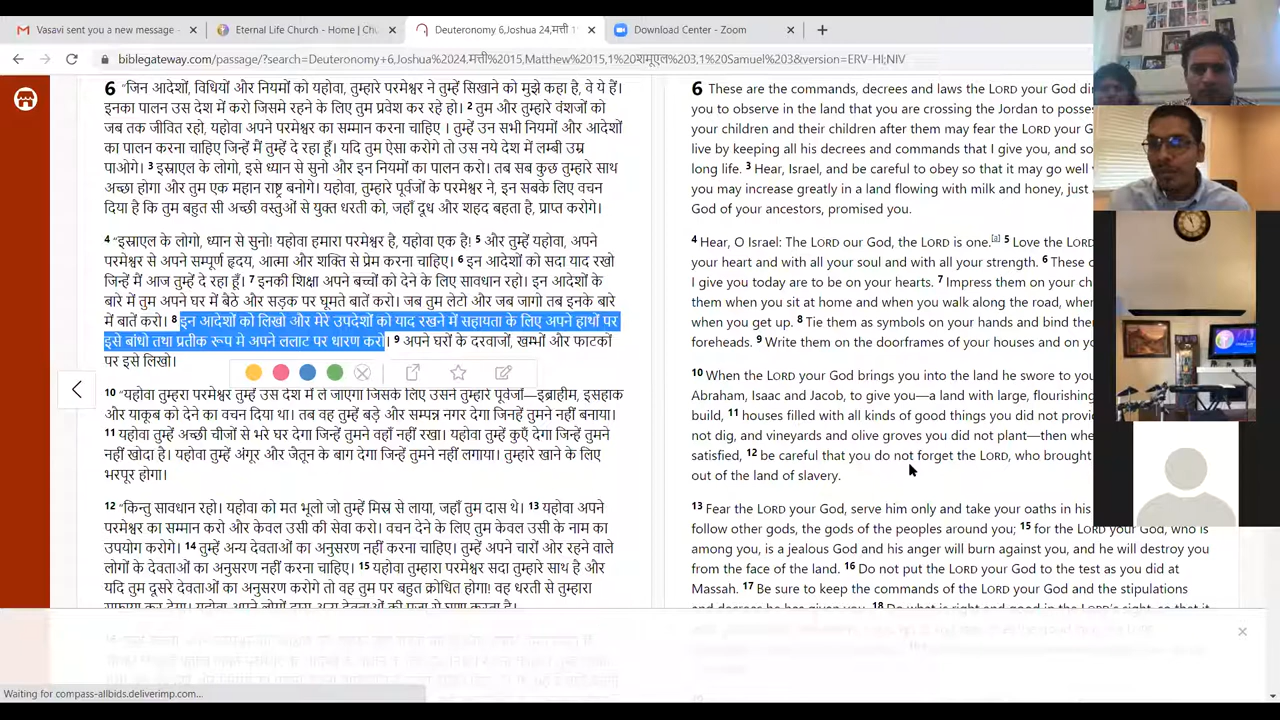 Vasavi sent you a new message -
Eternal Life Church - Home | Chu
Deuteronomy 6,Joshua 24,मत्ती 1
Download Center - Zoom
biblegateway.com/passage/?search=Deuteronomy+6,Joshua%2024,मत्ती%2015,Matthew%2015,1%20शमूएल%203,1%20Samuel%203&version=ERV-HI;NIV
6 “जिन आदेशों, विधियों और नियमों को यहोवा, तुम्हारे परमेश्वर ने तुम्हें सिखाने को मुझे कहा है, वे ये हैं।
इनका पालन उस देश में करो जिसमे रहने के लिए तुम प्रवेश कर रहे हो। 2 तुम और तुम्हारे वंशजों को
जब तक जीवित रहो, यहोवा अपने परमेश्वर का सम्मान करना चाहिए । तुम्हें उन सभी नियमों और आदेशों
का पालन करना चाहिए जिन्हें मैं तुम्हें दे रहा हूँ। यदि तुम ऐसा करोगे तो उस नये देश में लम्बी उम्र
पाओगे। 3 इस्राएल के लोगो, इसे ध्यान से सुनो और इन नियमों का पालन करो। तब सब कुछ तुम्हारे साथ
अच्छा होगा और तुम एक महान राष्ट्र बनोगे। यहोवा, तुम्हारे पूर्वजों के परमेश्वर ने, इन सबके लिए वचन
दिया है कि तुम बहुत सी अच्छी वस्तुओं से युक्त धरती को, जहाँ दूध और शहद बहता है, प्राप्त करोगे।
4 “इस्राएल के लोगो, ध्यान से सुनो! यहोवा हमारा परमेश्वर है, यहोवा एक है! 5 और तुम्हें यहोवा, अपने
परमेश्वर से अपने सम्पूर्ण हृदय, आत्मा और शक्ति से प्रेम करना चाहिए। 6 इन आदेशों को सदा याद रखो
जिन्हें मैं आज तुम्हें दे रहा हूँ। 7 इनकी शिक्षा अपने बच्चों को देने के लिए सावधान रहो। इन आदेशों के
बारे में तुम अपने घर में बैठे और सड़क पर घूमते बातें करो। जब तुम लेटो और जब जागो तब इनके बारे
में बातें करो। 8 इन आदेशों को लिखो और मेरे उपदेशों को याद रखने में सहायता के लिए अपने हाथों पर
इसे बांधो तथा प्रतीक रूप मे अपने ललाट पर धारण करो। 9 अपने घरों के दरवाजों, खम्भों और फाटकों
पर इसे लिखो।
10 “यहोवा तुम्हरा परमेश्वर तुम्हें उस देश में ले जाएगा जिसके लिए उसने तुम्हारे पूर्वजों—इब्राहीम, इसहाक
और याकूब को देने का वचन दिया था। तब वह तुम्हें बड़े और सम्पन्न नगर देगा जिन्हें तुमने नहीं बनाया।
11 यहोवा तुम्हें अच्छी चीजों से भरे घर देगा जिन्हें तुमने वहाँ नहीं रखा। यहोवा तुम्हें कुएँ देगा जिन्हें तुमने
नहीं खोदा है। यहोवा तुम्हें अंगूर और जैतून के बाग देगा जिन्हें तुमने नहीं लगाया। तुम्हारे खाने के लिए
भरपूर होगा।
12 “किन्तु सावधान रहो। यहोवा को मत भूलो जो तुम्हें मिस्र से लाया, जहाँ तुम दास थे। 13 यहोवा अपने
परमेश्वर का सम्मान करो और केवल उसी की सेवा करो। वचन देने के लिए तुम केवल उसी के नाम का
उपयोग करोगे। 14 तुम्हें अन्य देवताओं का अनुसरण नहीं करना चाहिए। तुम्हें अपने चारों ओर रहने वाले
लोगों के देवताओं का अनुसरण नहीं करना चाहिए। 15 यहोवा तुम्हारा परमेश्वर सदा तुम्हारे साथ है और
यदि तुम दूसरे देवताओं का अनुसरण करोगे तो वह तुम पर बहुत क्रोधित होगा! वह धरती से तुम्हारा
6 These are the commands, decrees and laws the LORD your God di
you to observe in the land that you are crossing the Jordan to posse
your children and their children after them may fear the LORD your G
live by keeping all his decrees and commands that I give you, and so
long life. 3 Hear, Israel, and be careful to obey so that it may go well
you may increase greatly in a land flowing with milk and honey, just
God of your ancestors, promised you.
4 Hear, O Israel: The LORD our God, the LORD is one.[a] 5 Love the LORD
your heart and with all your soul and with all your strength. 6 These c
I give you today are to be on your hearts. 7 Impress them on your ch
them when you sit at home and when you walk along the road, whe
when you get up. 8 Tie them as symbols on your hands and bind the
foreheads. 9 Write them on the doorframes of your houses and on y
10 When the LORD your God brings you into the land he swore to you
Abraham, Isaac and Jacob, to give you—a land with large, flourishing
build, 11 houses filled with all kinds of good things you did not provi
not dig, and vineyards and olive groves you did not plant—then whe
satisfied, 12 be careful that you do not forget the LORD, who brought
out of the land of slavery.
13 Fear the LORD your God, serve him only and take your oaths in his
follow other gods, the gods of the peoples around you; 15 for the LORD your God, who is
among you, is a jealous God and his anger will burn against you, and he will destroy you
from the face of the land. 16 Do not put the LORD your God to the test as you did at
Massah. 17 Be sure to keep the commands of the LORD your God and the stipulations
and decrees he has given you. 18 Do what is right and good in the LORD's sight, so that it
Waiting for compass-allbids.deliverimp.com...